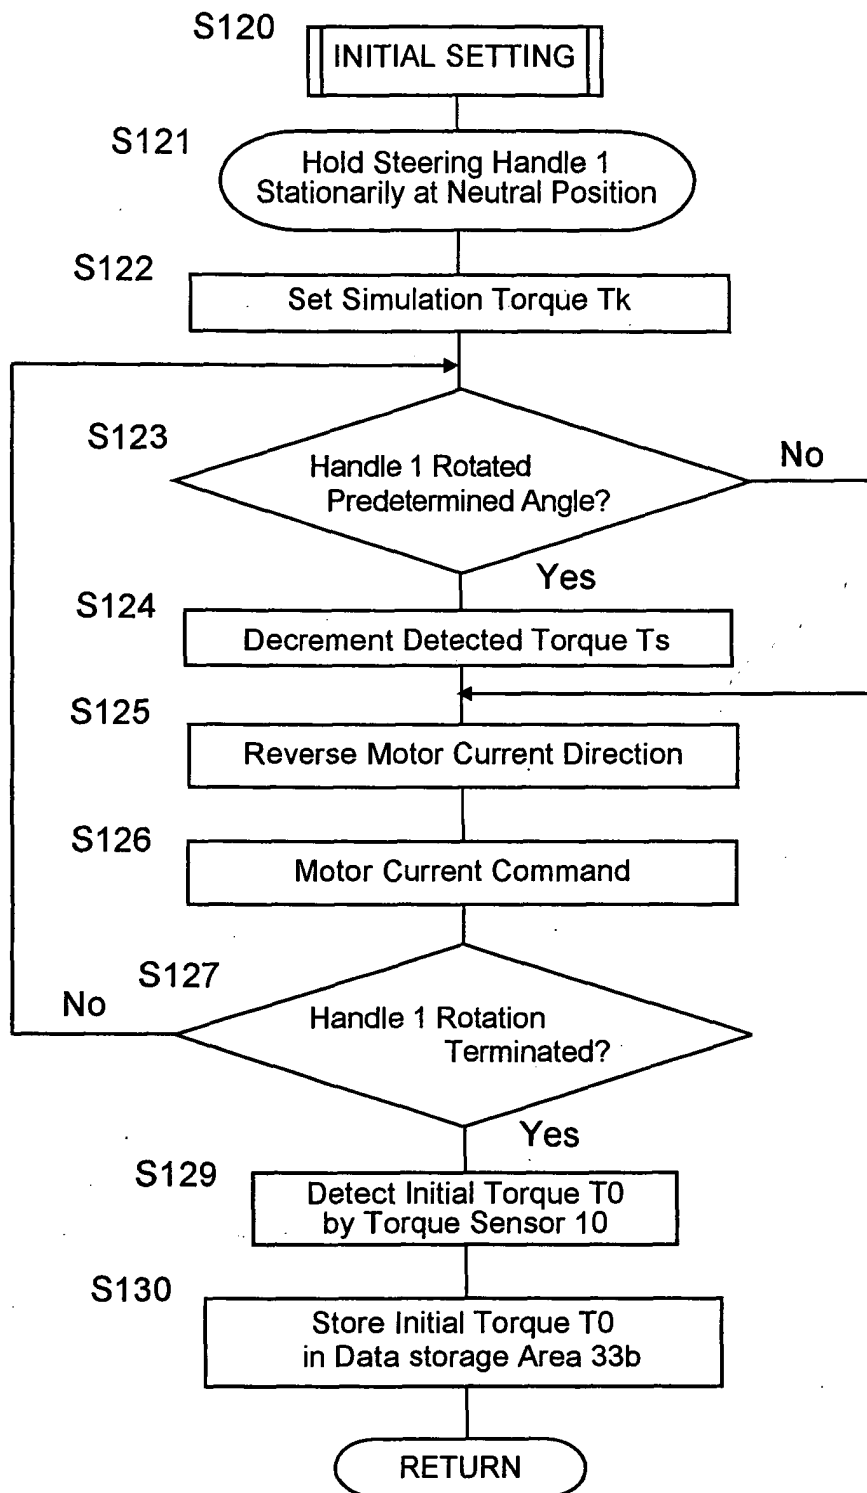 S120
INITIAL SETTING
S121
Hold Steering Handle 1
Stationarily at Neutral Position
S122
Set Simulation Torque Tk
S123
Handle 1 Rotated
Predetermined Angle?
No
Yes
S124
Decrement Detected Torque Ts
S125
Reverse Motor Current Direction
S126
Motor Current Command
S127
No
Handle 1 Rotation
Terminated?
Yes
S129
Detect Initial Torque T0
by Torque Sensor 10
S130
Store Initial Torque T0
in Data storage Area 33b
RETURN